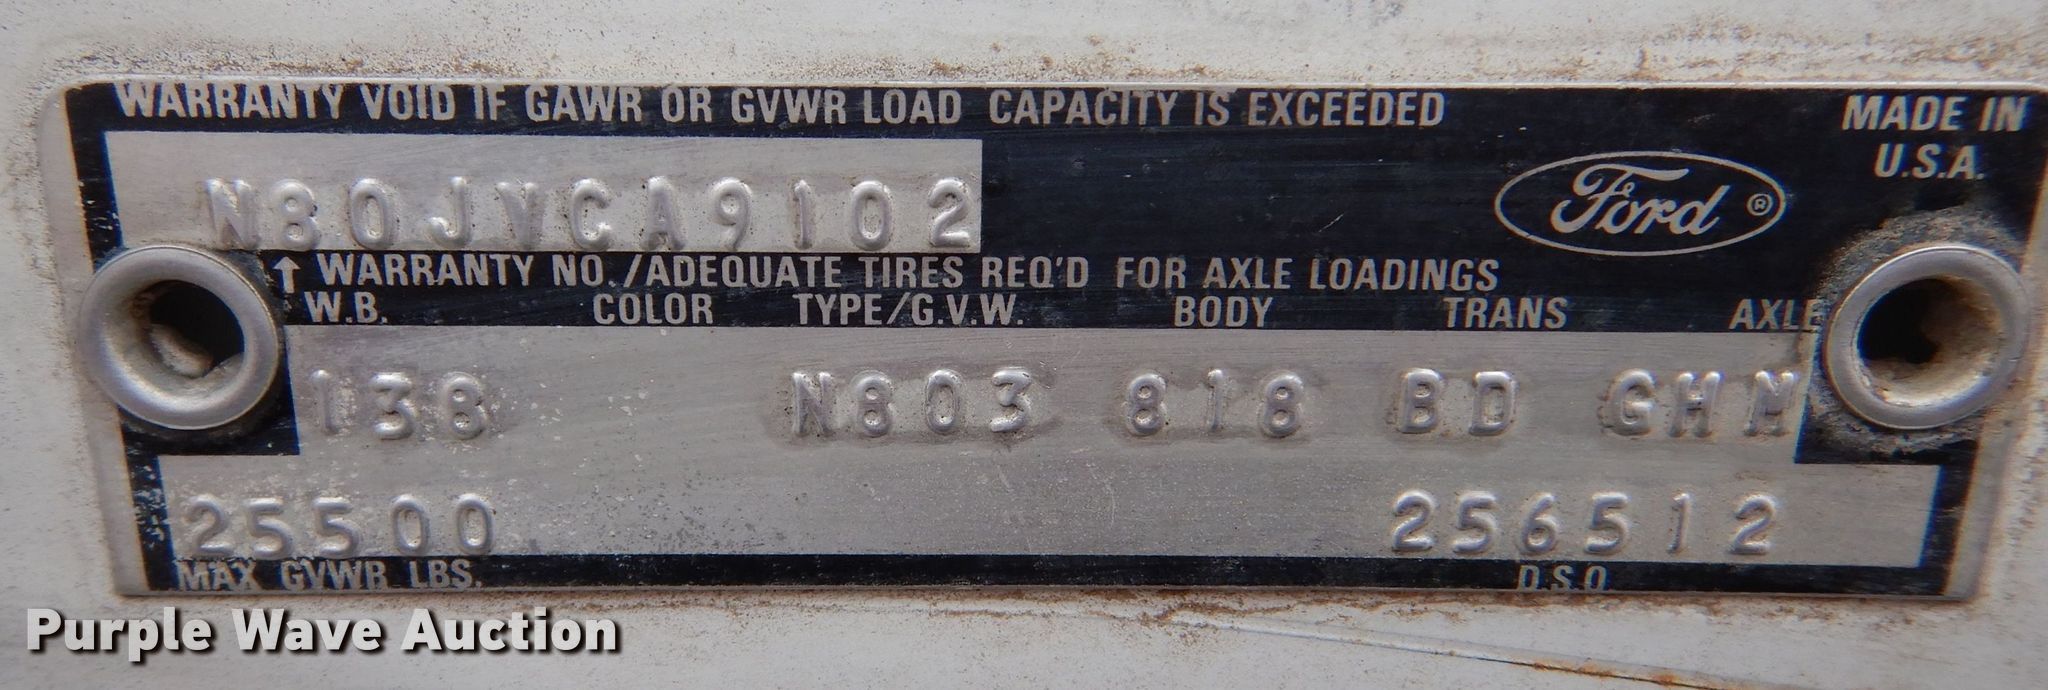 WARRANTY VOID IF GAWR OR GVWR LOAD CAPACITY IS EXCEEDED
MADE IN
U.S.A.
N80JVCA9102
Ford ®
↑ WARRANTY NO./ADEQUATE TIRES REQ'D FOR AXLE LOADINGS
W.B. COLOR TYPE/G.V.W. BODY TRANS AXLE
138 N803 818 BD GHM
25500 256512
MAX GVWR LBS. D.S.O.
Purple Wave Auction